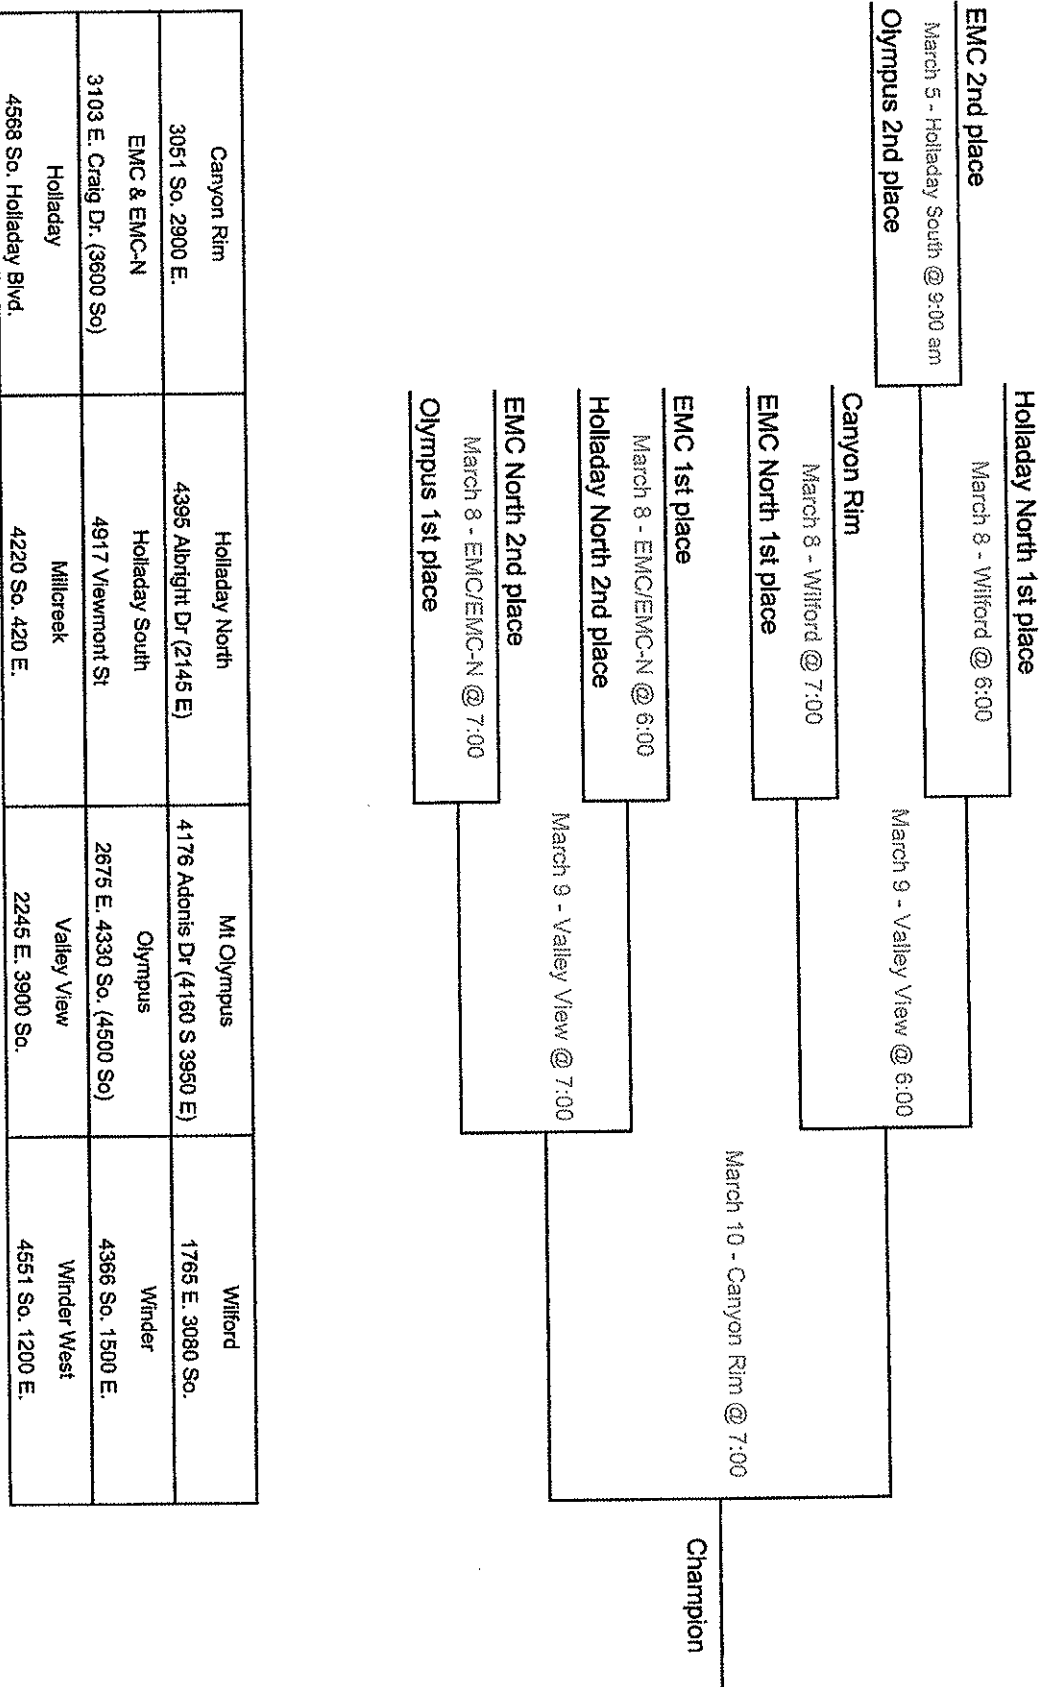 Holladay North 1st place
March 8 - Wilford @ 6:00
EMC 2nd place
March 5 - Holladay South @ 9:00 am
Olympus 2nd place
March 9 - Valley View @ 6:00
Canyon Rim
March 8 - Wilford @ 7:00
EMC North 1st place
March 10 - Canyon Rim @ 7:00
EMC 1st place
March 8 - EMC/EMC-N @ 6:00
Holladay North 2nd place
March 9 - Valley View @ 7:00
EMC North 2nd place
March 8 - EMC/EMC-N @ 7:00
Olympus 1st place
Champion
Canyon Rim Holladay North Mt Olympus Wilford
3051 So. 2900 E. 4395 Albright Dr (2145 E) 4176 Adonis Dr (4160 S 3950 E) 1765 E. 3080 So.
EMC & EMC-N Holladay South Olympus Winder
3103 E. Craig Dr. (3600 So) 4917 Viewmont St 2675 E. 4330 So. (4500 So) 4366 So. 1500 E.
Holladay Millcreek Valley View Winder West
4568 So. Holladay Blvd. 4220 So. 420 E. 2245 E. 3900 So. 4551 So. 1200 E.